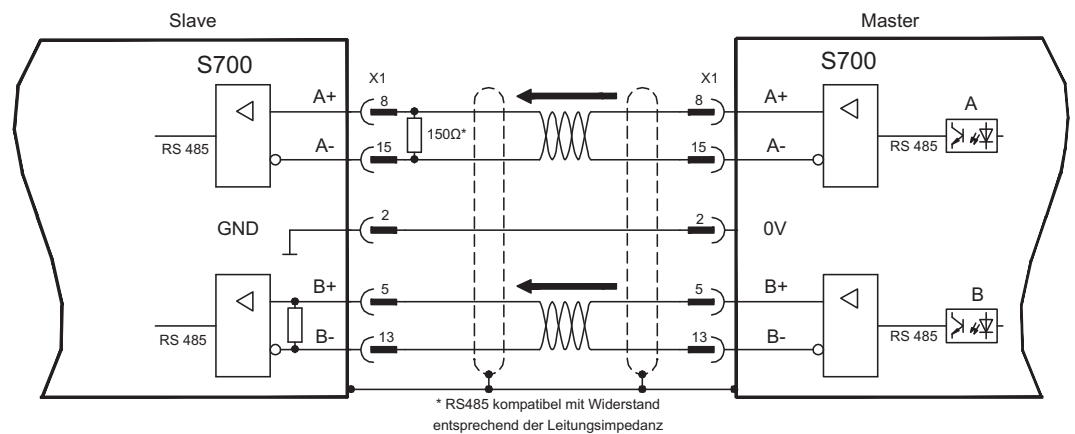 Slave
Master
S700
S700
X1
X1
A+
8
8
A+
A
150Ω*
RS 485
A-
15
15
A-
RS 485
GND
2
2
0V
B+
5
5
B+
B
RS 485
B-
13
13
B-
RS 485
* RS485 kompatibel mit Widerstand
entsprechend der Leitungsimpedanz